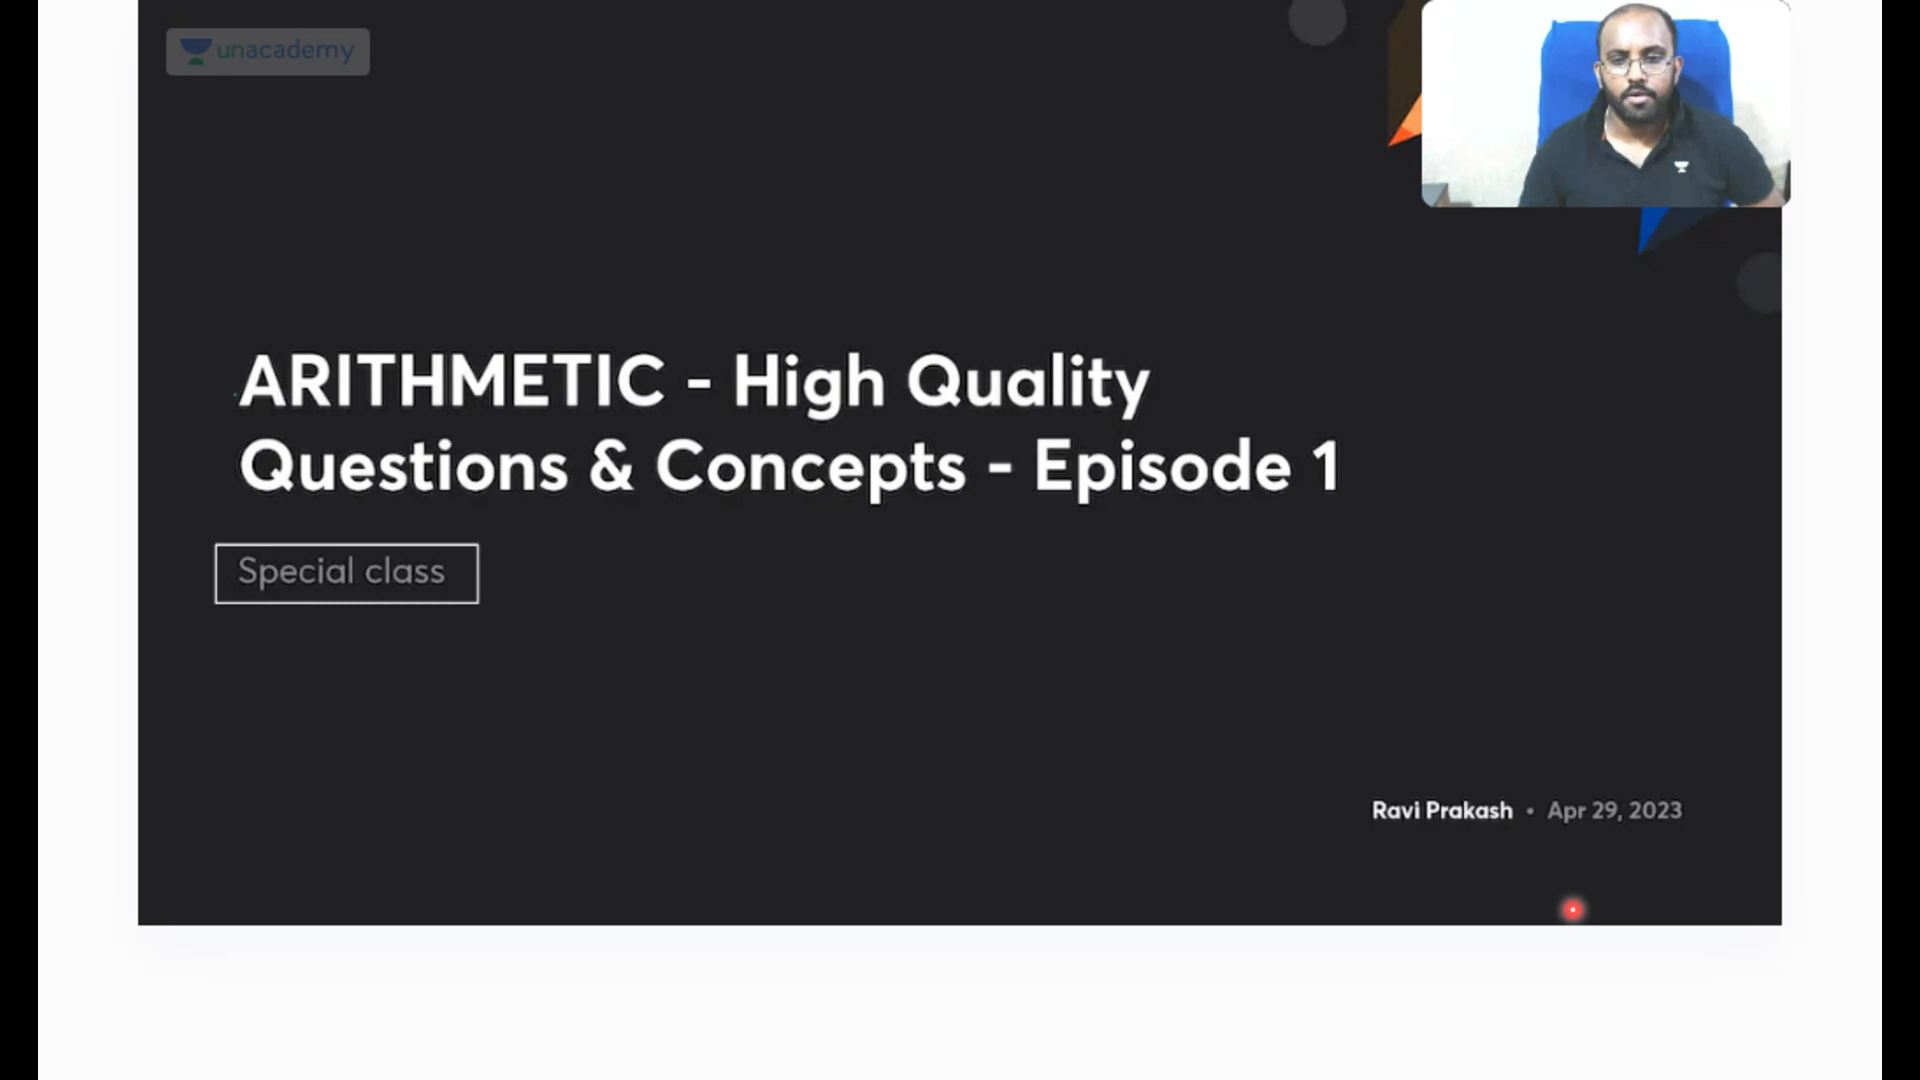 unacademy
ARITHMETIC - High Quality
Questions & Concepts - Episode 1
Special class
Ravi Prakash • Apr 29, 2023